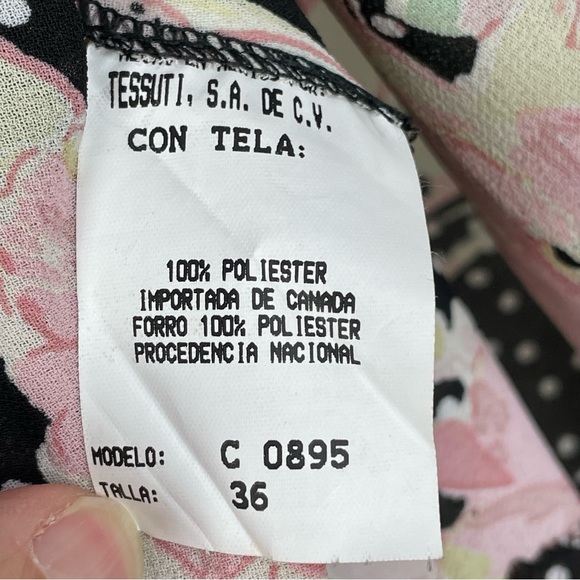 TESSUTI, S.A. DE C.V.
CON TELA:
100% POLIESTER
IMPORTADA DE CANADA
FORRO 100% POLIESTER
PROCEDENCIA NACIONAL
MODELO: C 0895
TALLA: 36